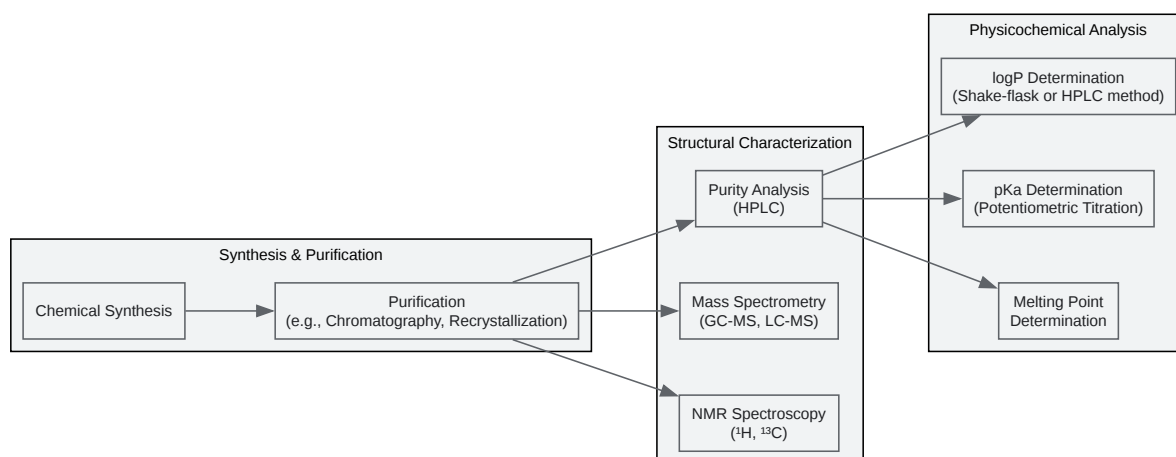 Synthesis & Purification
Chemical Synthesis
Purification
(e.g., Chromatography, Recrystallization)
Structural Characterization
Purity Analysis
(HPLC)
Mass Spectrometry
(GC-MS, LC-MS)
NMR Spectroscopy
(¹H, ¹³C)
Physicochemical Analysis
logP Determination
(Shake-flask or HPLC method)
pKa Determination
(Potentiometric Titration)
Melting Point
Determination